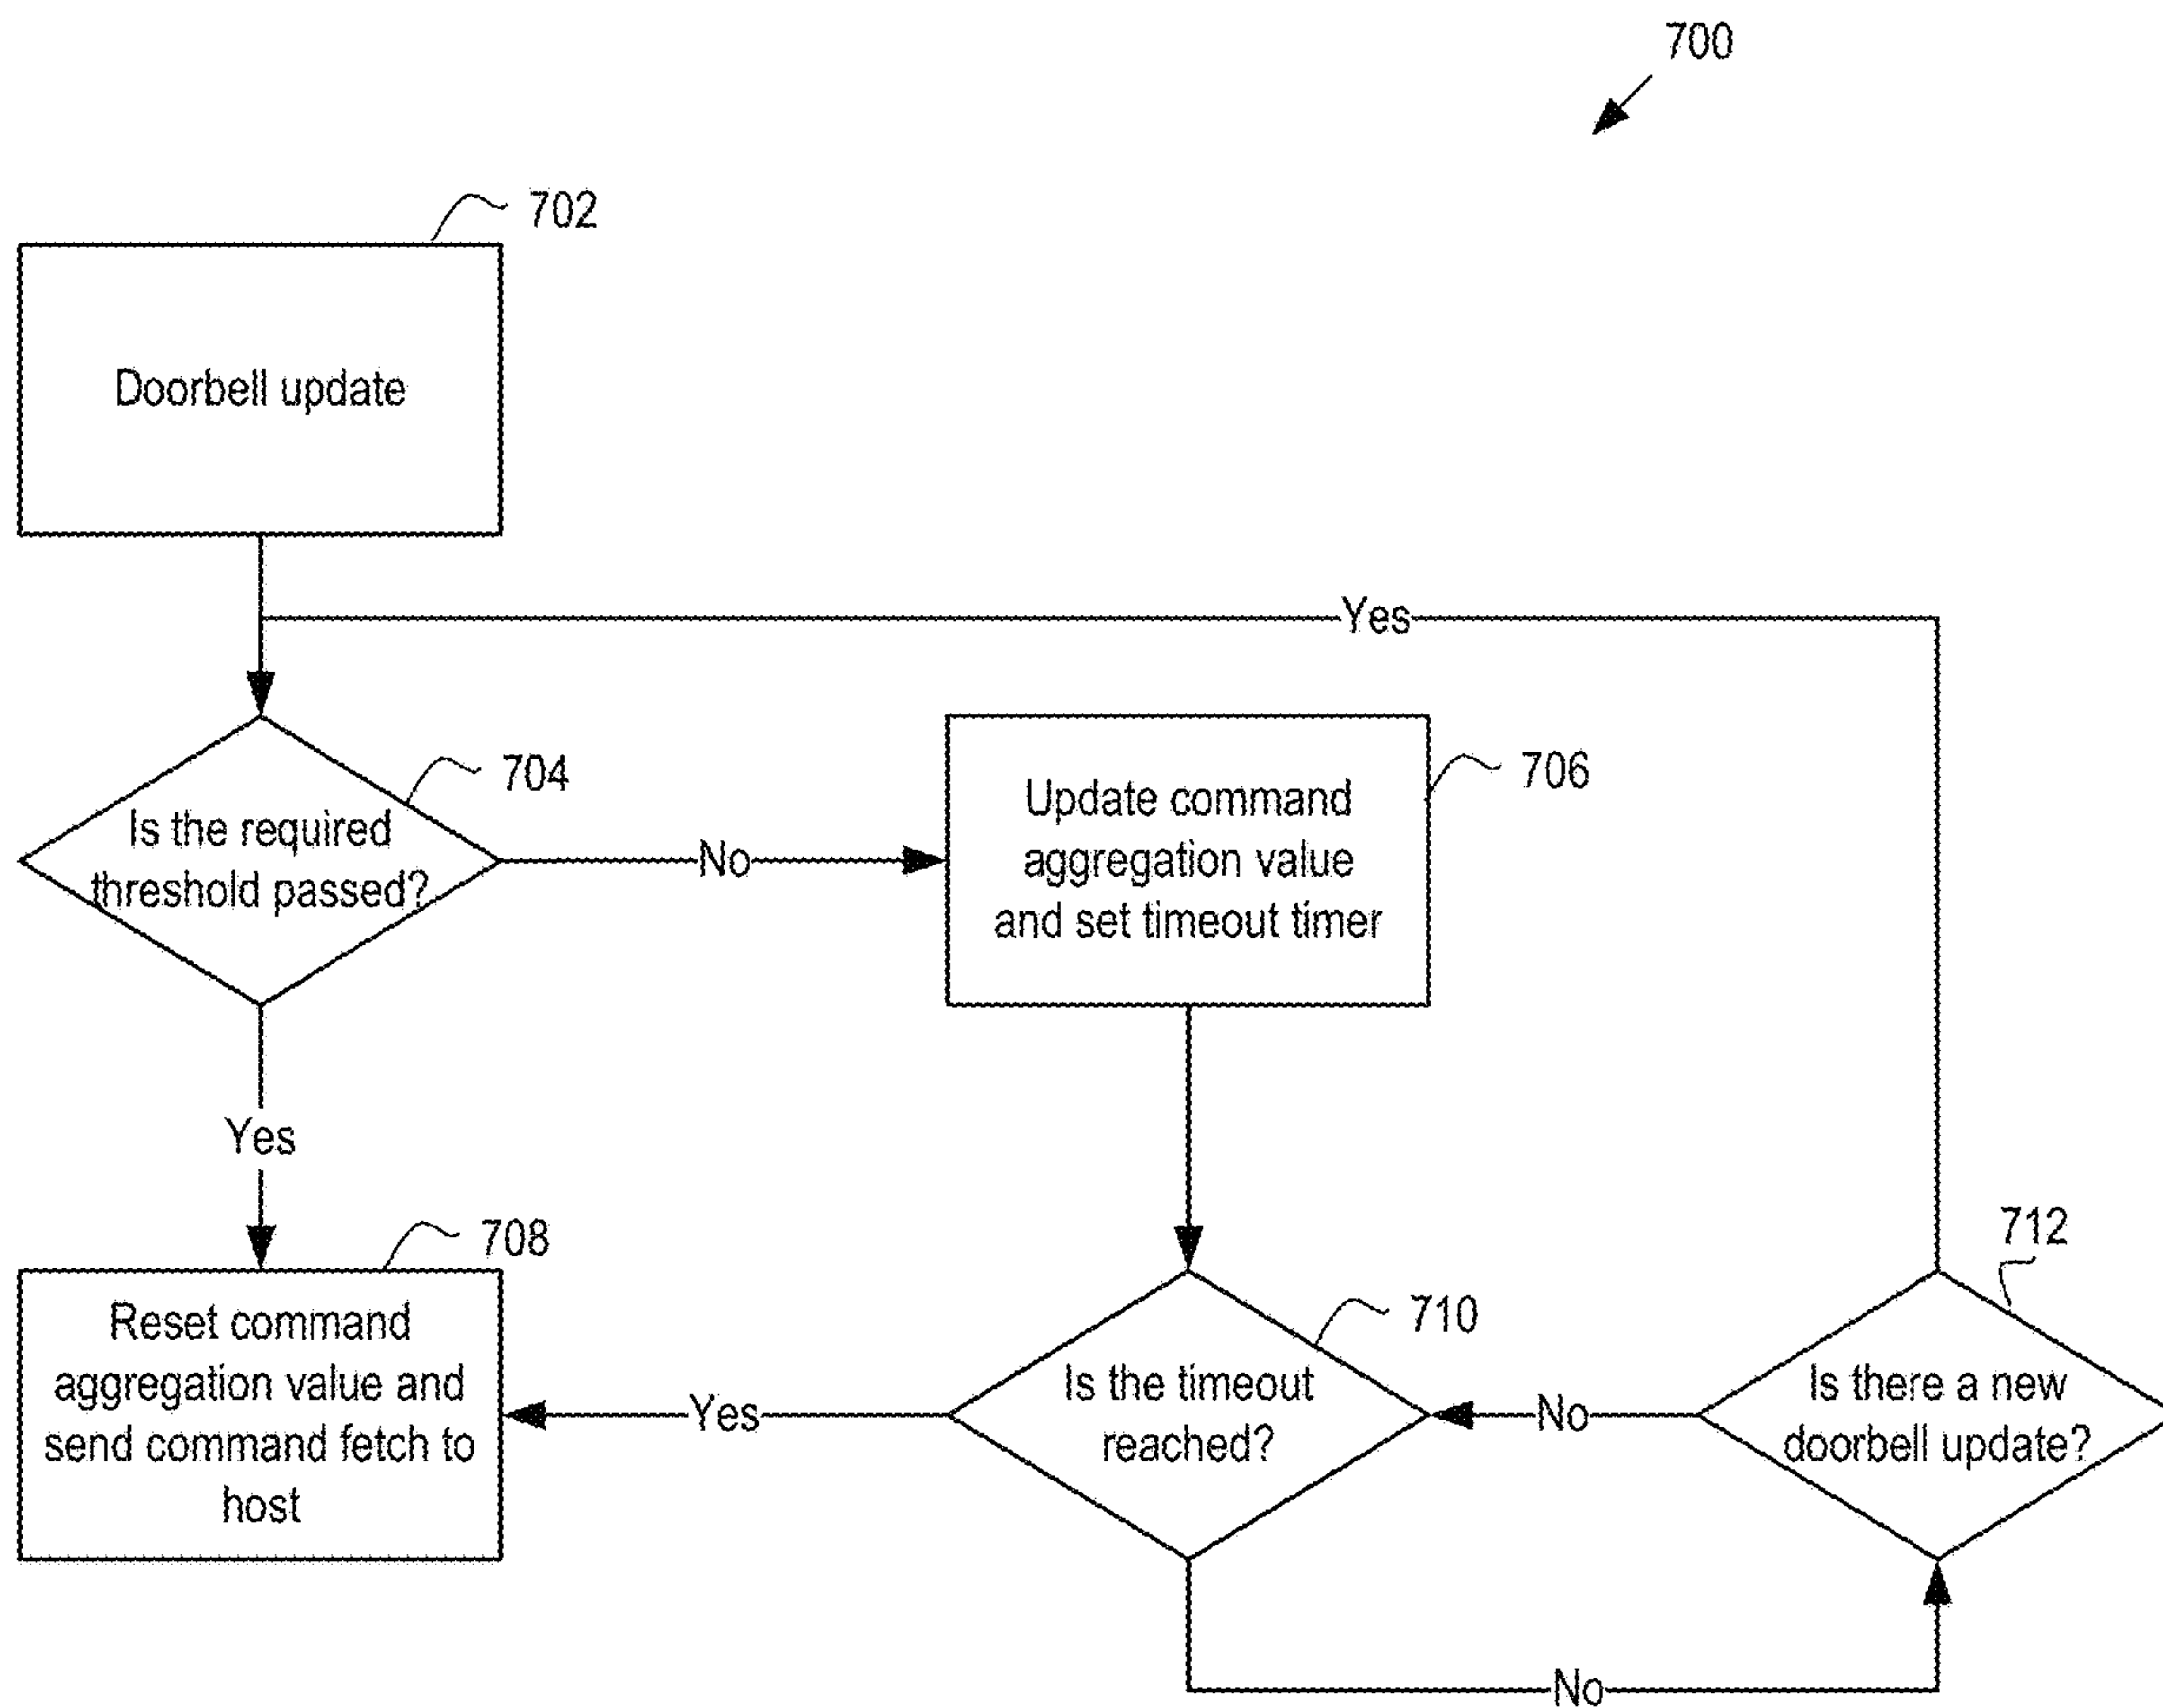 700
702
Doorbell update
Yes
704
Is the required
threshold passed?
No
706
Update command
aggregation value
and set timeout timer
Yes
708
Reset command
aggregation value and
send command fetch to
host
Yes
710
Is the timeout
reached?
No
712
Is there a new
doorbell update?
No